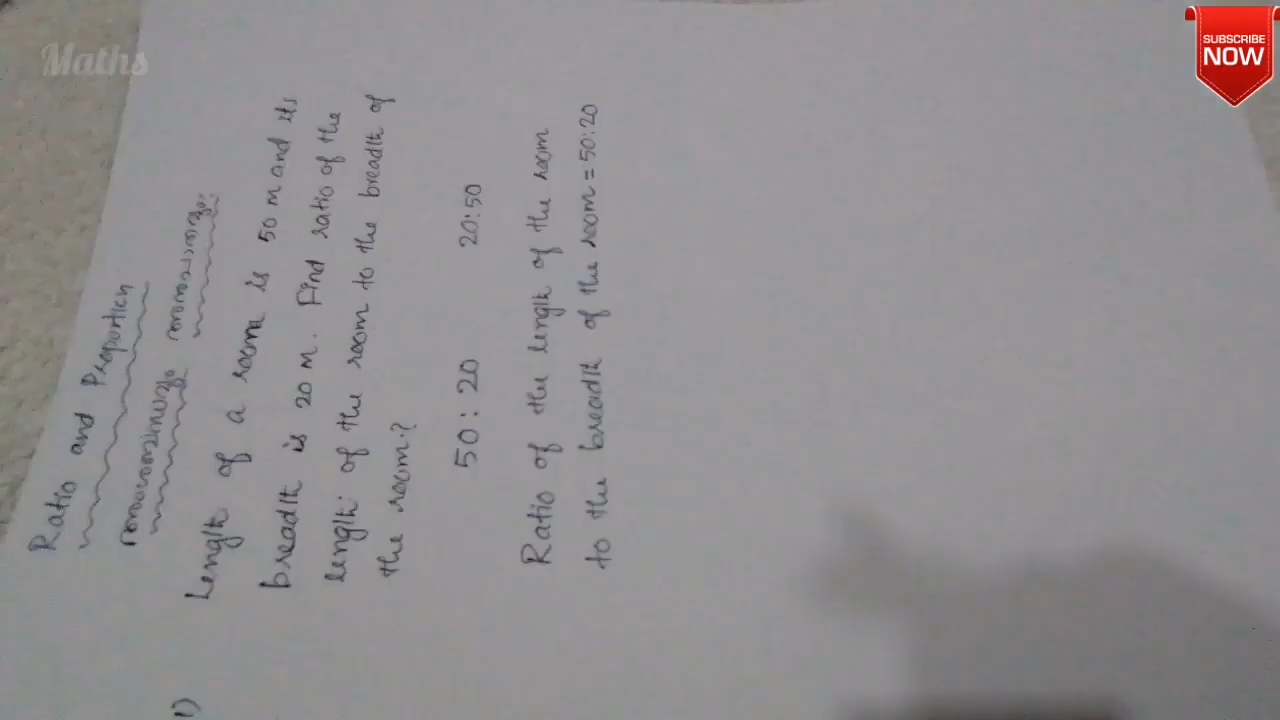 Maths
SUBSCRIBE
NOW
Ratio and Proportion
1) Length of a room is 50 m and its
breadth is 20 m. Find ratio of the
length of the room to the breadth of
the room.?
50 : 20 20:50
Ratio of the length of the room
to the breadth of the room = 50:20